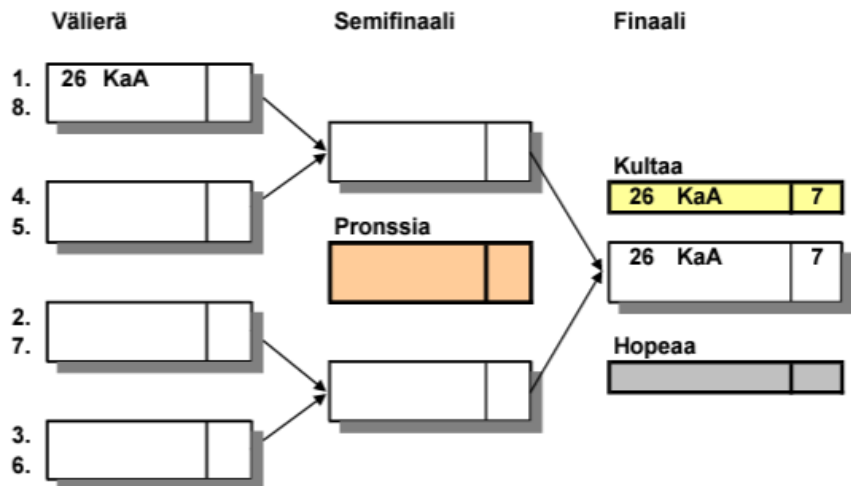 Välierä Semifinaali Finaali
1. 26 KaA
8.
4.
5.
Kultaa
26 KaA 7
Pronssia
26 KaA 7
2.
7.
Hopeaa
3.
6.